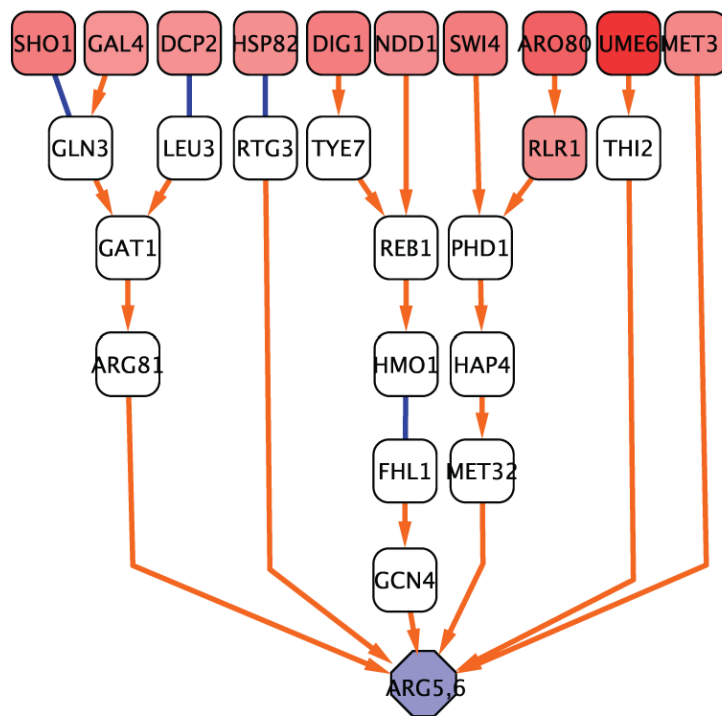 SHO1 GAL4 DCP2 HSP82 DIG1 NDD1 SWI4 ARO80 UME6 MET3
GLN3 LEU3 RTG3 TYE7 RLR1 THI2
GAT1 REB1 PHD1
ARG81 HMO1 HAP4
FHL1 MET32
GCN4
ARG5,6